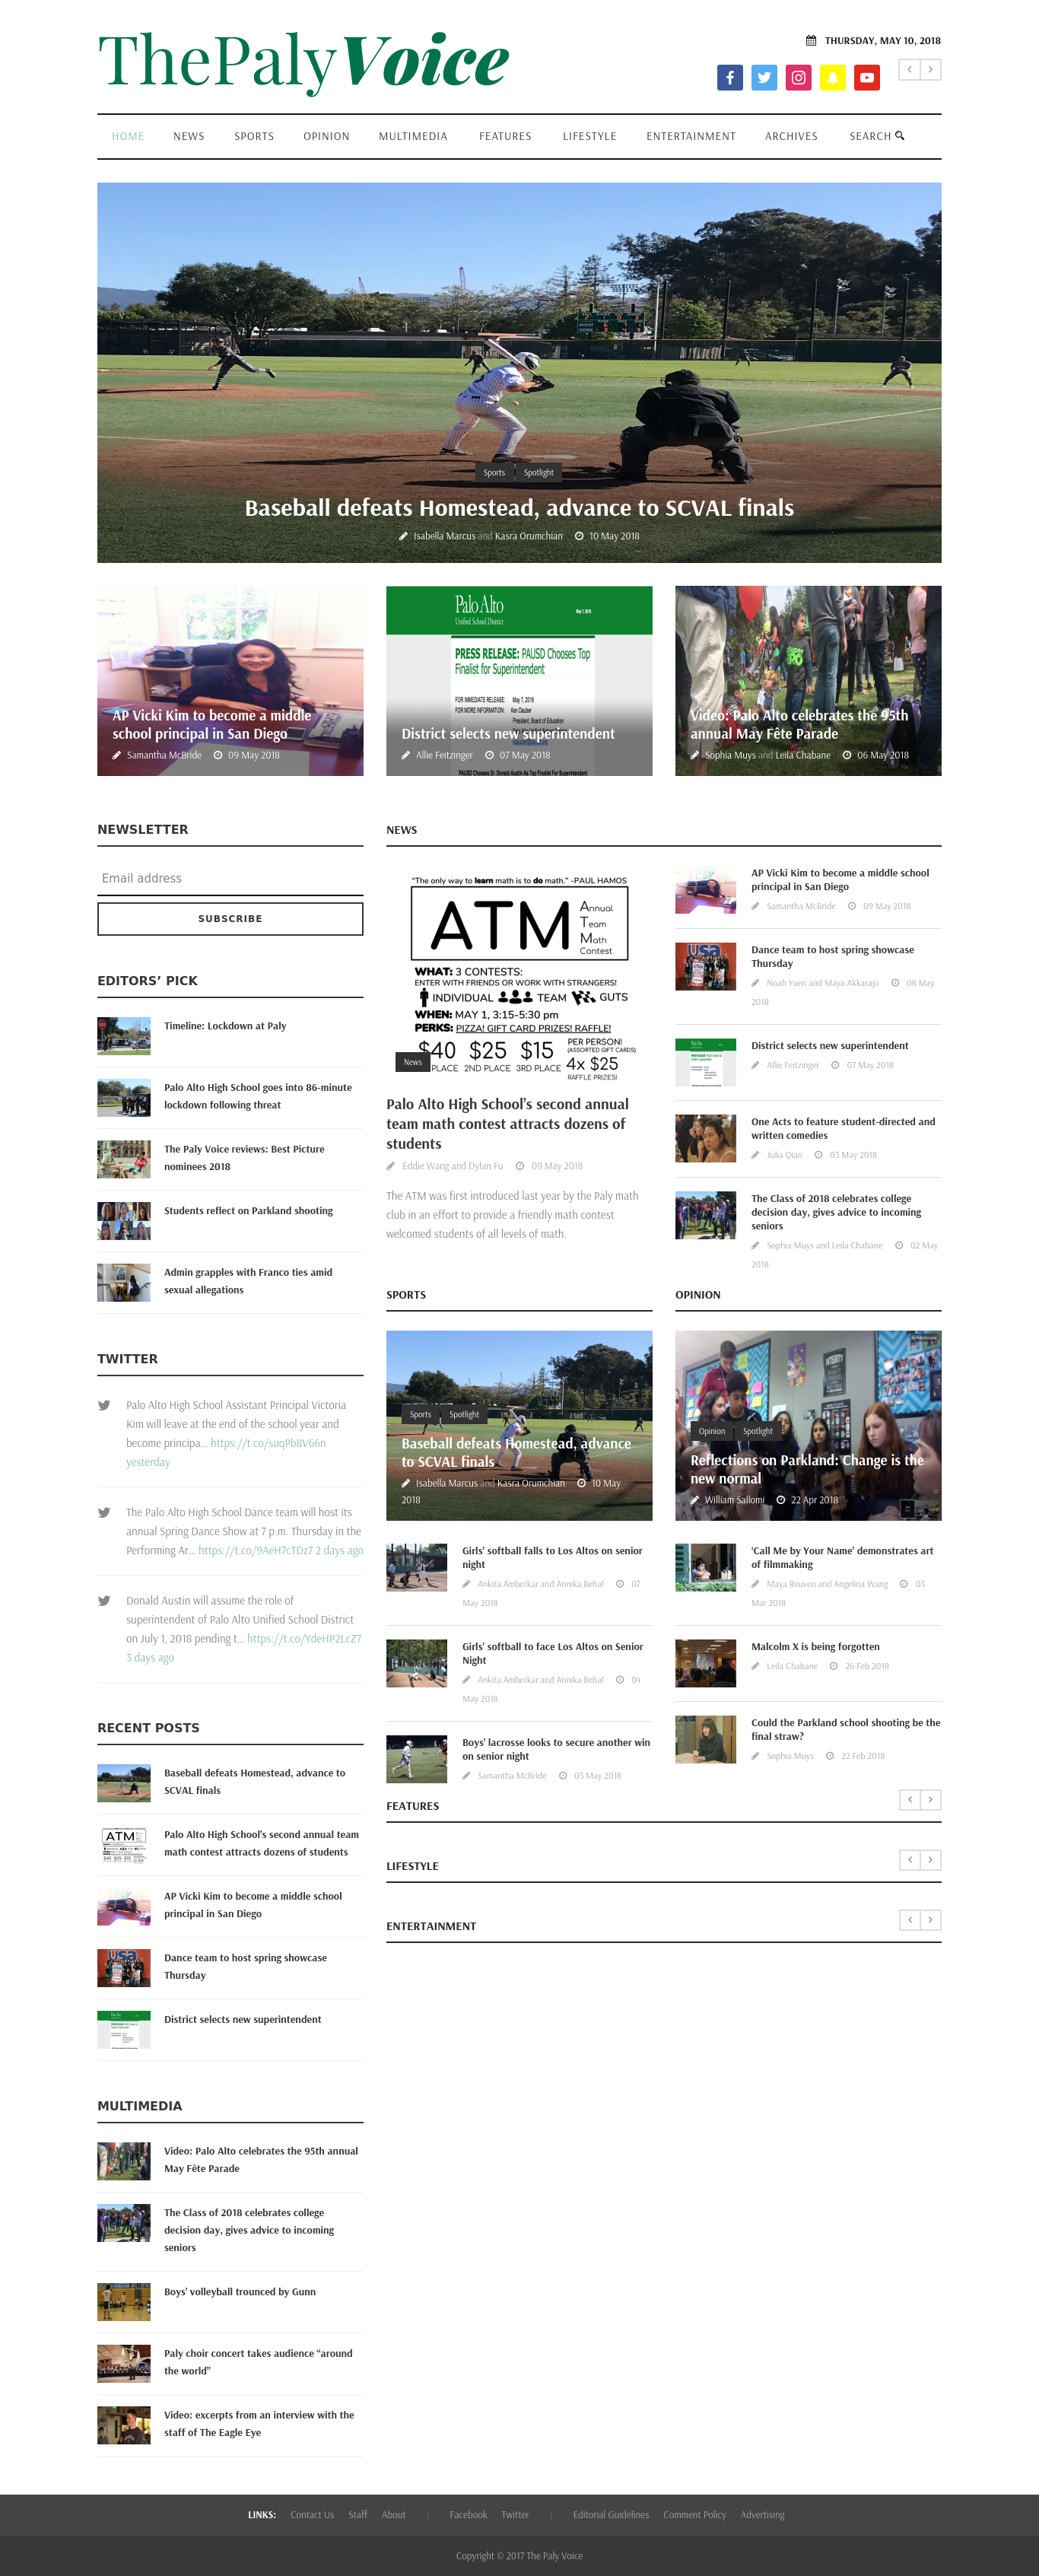 ThePalyVoice
THURSDAY, MAY 10, 2018
HOME NEWS SPORTS OPINION MULTIMEDIA FEATURES LIFESTYLE ENTERTAINMENT ARCHIVES SEARCH
Sports Spotlight
Baseball defeats Homestead, advance to SCVAL finals
Isabella Marcus and Kasra Orumchian 10 May 2018
AP Vicki Kim to become a middle
school principal in San Diego
Samantha McBride 09 May 2018
Palo Alto
Unified School District
May 7, 2018
PRESS RELEASE: PAUSD Chooses Top
Finalist for Superintendent
FOR IMMEDIATE RELEASE: May 7, 2018
FOR MORE INFORMATION: Ken Dauber
President, Board of Education
District selects new superintendent
Allie Feitzinger 07 May 2018
PAUSD Chooses Dr. Donald Austin As Top Finalist For Superintendent
Video: Palo Alto celebrates the 95th
annual May Fête Parade
Sophia Muys and Leila Chabane 06 May 2018
NEWSLETTER
Email address
SUBSCRIBE
EDITORS’ PICK
Timeline: Lockdown at Paly
Palo Alto High School goes into 86-minute
lockdown following threat
The Paly Voice reviews: Best Picture
nominees 2018
Students reflect on Parkland shooting
Admin grapples with Franco ties amid
sexual allegations
TWITTER
Palo Alto High School Assistant Principal Victoria
Kim will leave at the end of the school year and
become principa... https://t.co/suqPb8V66n
yesterday
The Palo Alto High School Dance team will host its
annual Spring Dance Show at 7 p.m. Thursday in the
Performing Ar... https://t.co/9AeH7cTDz7 2 days ago
Donald Austin will assume the role of
superintendent of Palo Alto Unified School District
on July 1, 2018 pending t... https://t.co/YdeHP2LcZ7
3 days ago
RECENT POSTS
Baseball defeats Homestead, advance to
SCVAL finals
Palo Alto High School’s second annual team
math contest attracts dozens of students
AP Vicki Kim to become a middle school
principal in San Diego
Dance team to host spring showcase
Thursday
District selects new superintendent
MULTIMEDIA
Video: Palo Alto celebrates the 95th annual
May Fête Parade
The Class of 2018 celebrates college
decision day, gives advice to incoming
seniors
Boys’ volleyball trounced by Gunn
Paly choir concert takes audience “around
the world”
Video: excerpts from an interview with the
staff of The Eagle Eye
NEWS
“The only way to learn math is to do math.” -PAUL HAMOS
ATM Annual Team Math Contest
WHAT: 3 CONTESTS:
ENTER WITH FRIENDS OR WORK WITH STRANGERS!
INDIVIDUAL TEAM GUTS
WHEN: MAY 1, 3:15-5:30 pm
PERKS: PIZZA! GIFT CARD PRIZES! RAFFLE!
PER PERSON!
$40 $25 $15 4x $25
PLACE 2ND PLACE 3RD PLACE RAFFLE PRIZES!
News
Palo Alto High School’s second annual
team math contest attracts dozens of
students
Eddie Wang and Dylan Fu 09 May 2018
The ATM was first introduced last year by the Paly math
club in an effort to provide a friendly math contest
welcomed students of all levels of math.
AP Vicki Kim to become a middle school
principal in San Diego
Samantha McBride 09 May 2018
USA
Dance team to host spring showcase
Thursday
Noah Yuen and Maya Akkaraju 08 May
2018
District selects new superintendent
Allie Feitzinger 07 May 2018
One Acts to feature student-directed and
written comedies
Julia Qiao 03 May 2018
The Class of 2018 celebrates college
decision day, gives advice to incoming
seniors
Sophia Muys and Leila Chabane 02 May
2018
SPORTS
Sports Spotlight
Baseball defeats Homestead, advance
to SCVAL finals
Isabella Marcus and Kasra Orumchian 10 May
2018
Girls’ softball falls to Los Altos on senior
night
Ankita Amberkar and Annika Behal 07
May 2018
Girls’ softball to face Los Altos on Senior
Night
Ankita Amberkar and Annika Behal 04
May 2018
Boys’ lacrosse looks to secure another win
on senior night
Samantha McBride 03 May 2018
OPINION
Opinion Spotlight
Reflections on Parkland: Change is the
new normal
William Sallomi 22 Apr 2018
‘Call Me by Your Name’ demonstrates art
of filmmaking
Maya Reuven and Angelina Wang 03
Mar 2018
Malcolm X is being forgotten
Leila Chabane 26 Feb 2018
Could the Parkland school shooting be the
final straw?
Sophia Muys 22 Feb 2018
FEATURES
LIFESTYLE
ENTERTAINMENT
LINKS: Contact Us Staff About | Facebook Twitter | Editorial Guidelines Comment Policy Advertising
Copyright © 2017 The Paly Voice